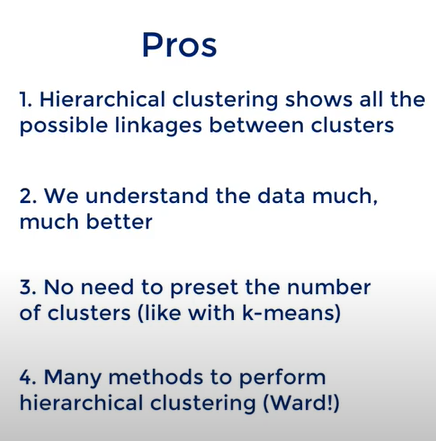 Pros
1. Hierarchical clustering shows all the
possible linkages between clusters
2. We understand the data much,
much better
3. No need to preset the number
of clusters (like with k-means)
4. Many methods to perform
hierarchical clustering (Ward!)